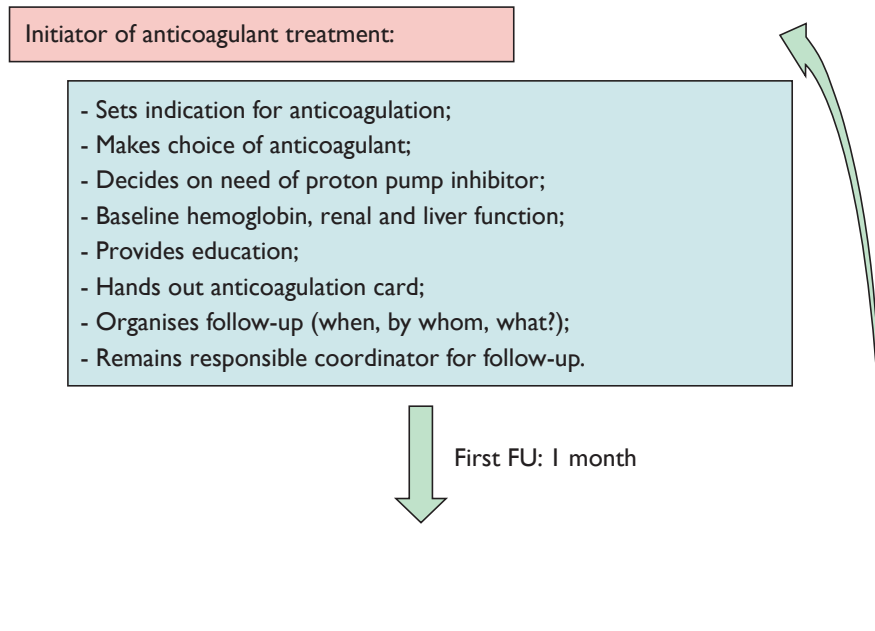 Initiator of anticoagulant treatment:
- Sets indication for anticoagulation;
- Makes choice of anticoagulant;
- Decides on need of proton pump inhibitor;
- Baseline hemoglobin, renal and liver function;
- Provides education;
- Hands out anticoagulation card;
- Organises follow-up (when, by whom, what?);
- Remains responsible coordinator for follow-up.
First FU: 1 month